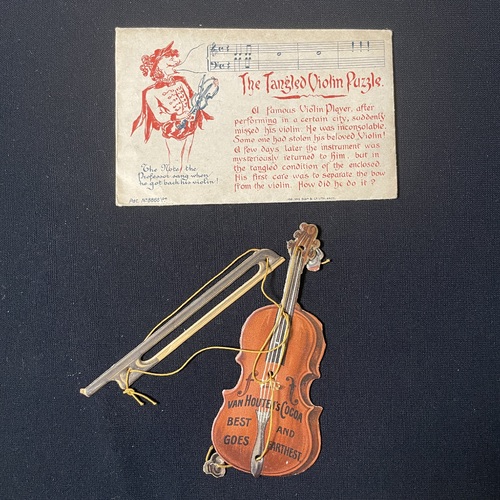 The Tangled Violin Puzzle.
A famous Violin Player, after
performing in a certain city, suddenly
missed his violin. He was inconsolable.
Some one had stolen his beloved Violin!
A few days later the instrument was
mysteriously returned to him, but in
the tangled condition of the enclosed.
His first care was to separate the bow
from the violin. How did he do it?
The Notes the
Professor sang when
he got back his violin
VAN HOUTEN'S COCOA
BEST AND
GOES FARTHEST